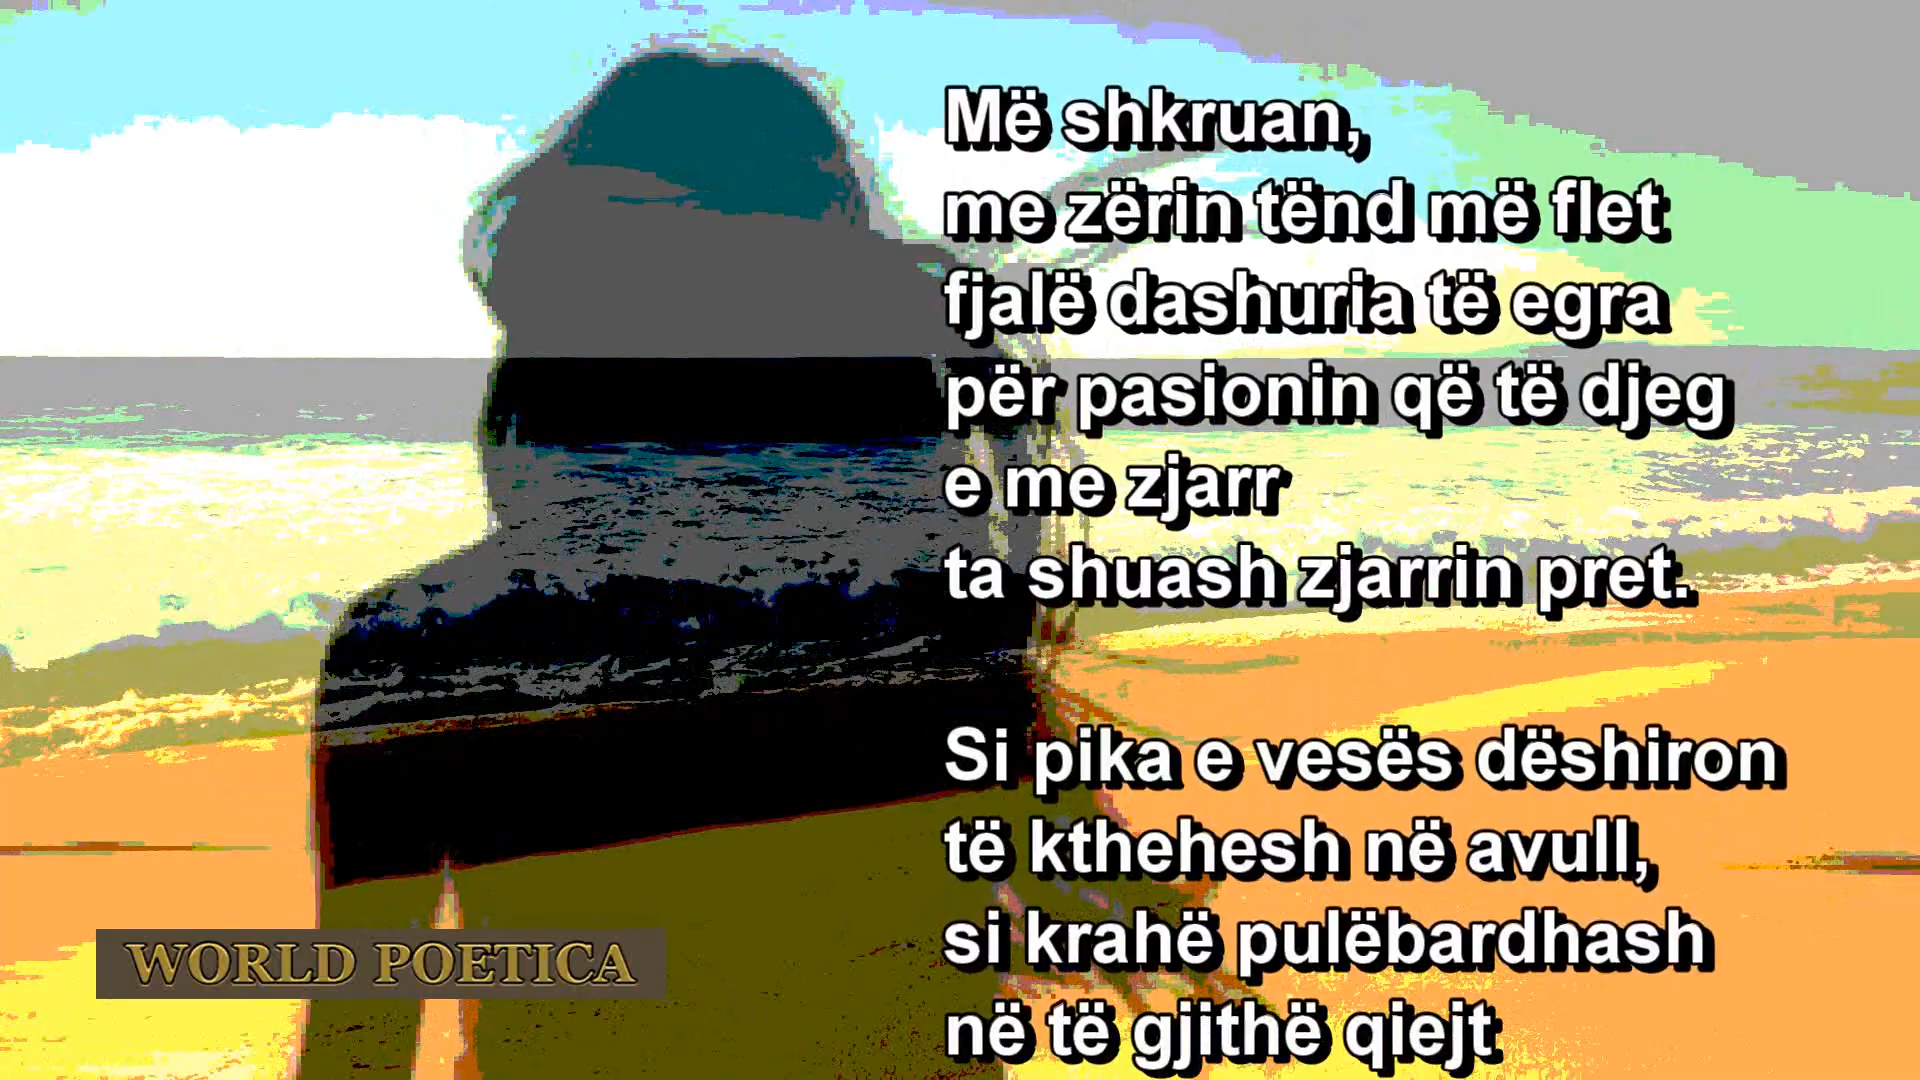 Më shkruan,
me zërin tënd më flet
fjalë dashuria të egra
për pasionin që të djeg
e me zjarr
ta shuash zjarrin pret.
Si pika e vesës dëshiron
të kthehesh në avull,
si krahë pulëbardhash
në të gjithë qiejt
WORLD POETICA